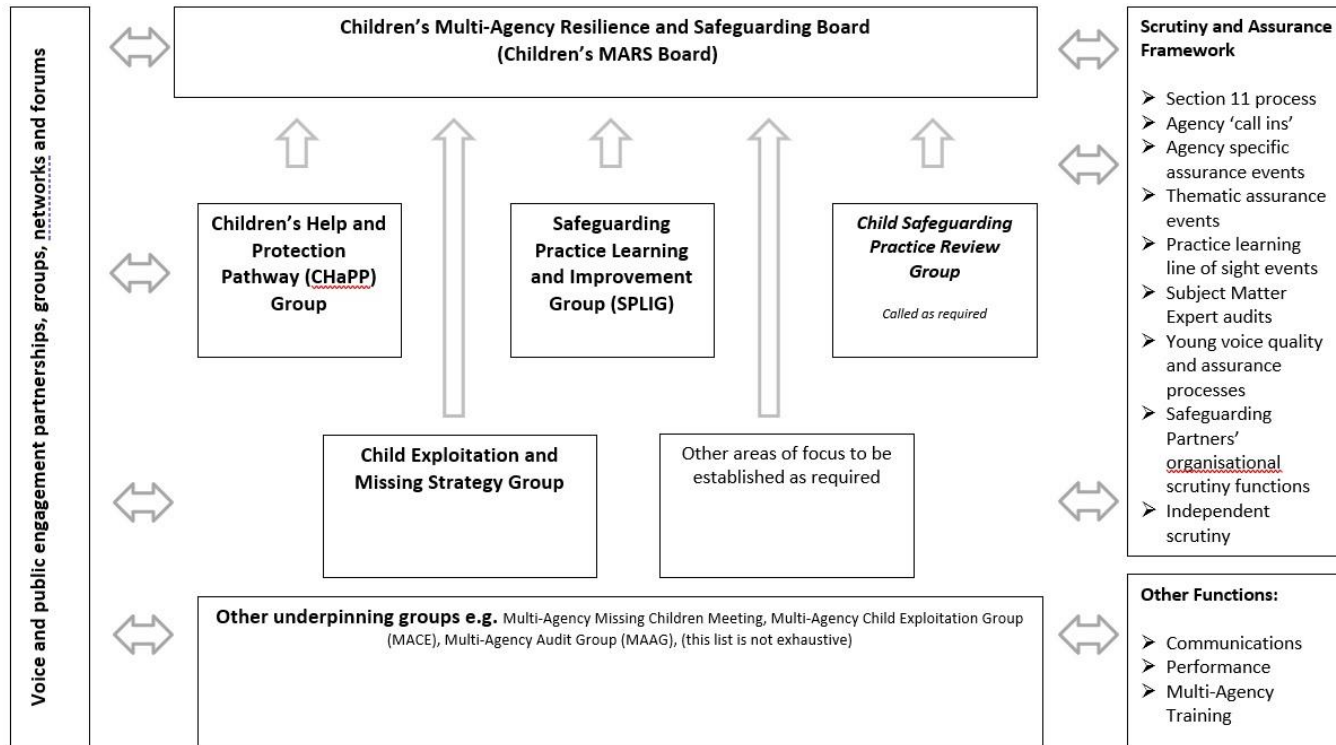 Voice and public engagement partnerships, groups, networks and forums
Children’s Multi-Agency Resilience and Safeguarding Board
(Children’s MARS Board)
Children’s Help and
Protection
Pathway (CHaPP)
Group
Safeguarding
Practice Learning
and Improvement
Group (SPLIG)
Child Safeguarding
Practice Review
Group
Called as required
Child Exploitation and
Missing Strategy Group
Other areas of focus to be
established as required
Other underpinning groups e.g. Multi-Agency Missing Children Meeting, Multi-Agency Child Exploitation Group
(MACE), Multi-Agency Audit Group (MAAG), (this list is not exhaustive)
Scrutiny and Assurance
Framework
➢ Section 11 process
➢ Agency ‘call ins’
➢ Agency specific
assurance events
➢ Thematic assurance
events
➢ Practice learning
line of sight events
➢ Subject Matter
Expert audits
➢ Young voice quality
and assurance
processes
➢ Safeguarding
Partners’
organisational
scrutiny functions
➢ Independent
scrutiny
Other Functions:
➢ Communications
➢ Performance
➢ Multi-Agency
Training